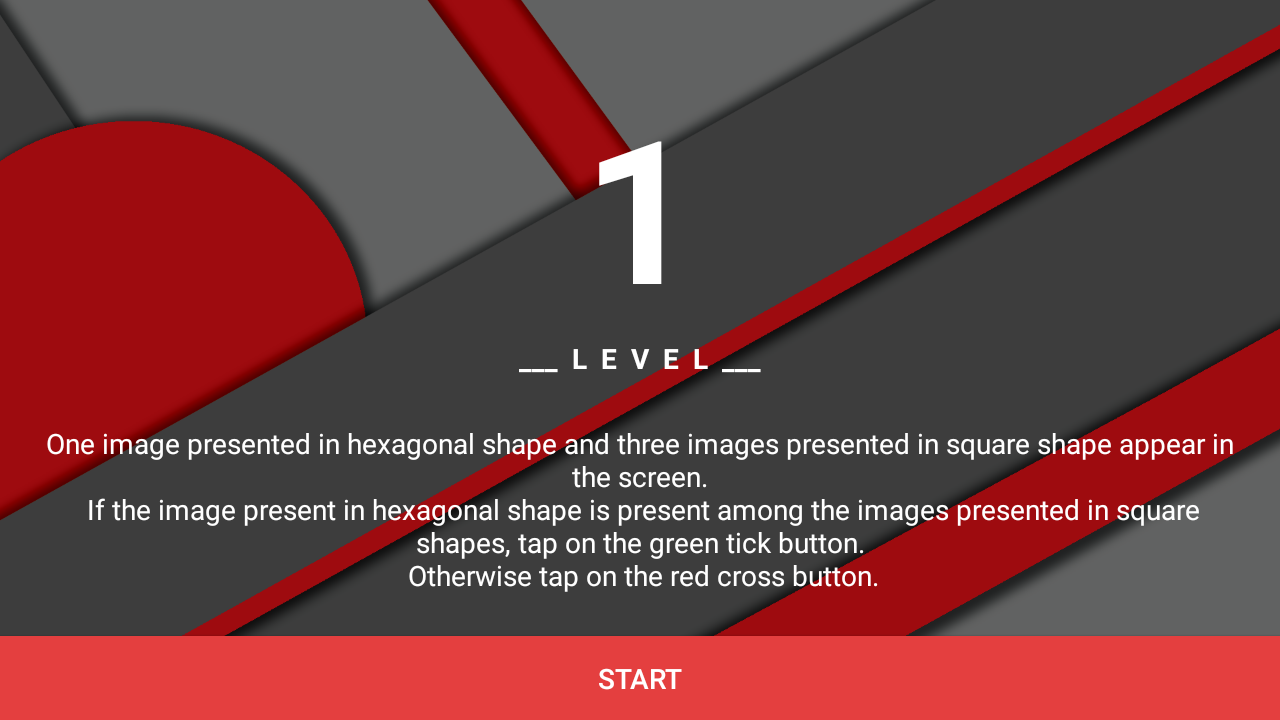 1
___ L E V E L ___
One image presented in hexagonal shape and three images presented in square shape appear in
the screen.
If the image present in hexagonal shape is present among the images presented in square
shapes, tap on the green tick button.
Otherwise tap on the red cross button.
START